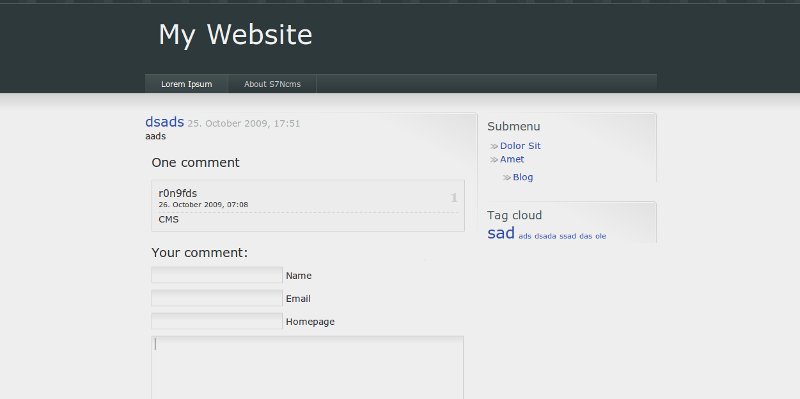 My Website
Lorem Ipsum About S7Ncms
dsads 25. October 2009, 17:51
aads
One comment
r0n9fds 1
26. October 2009, 07:08
CMS
Your comment:
Name
Email
Homepage
Submenu
Dolor Sit
Amet
Blog
Tag cloud
sad ads dsada ssad das ole